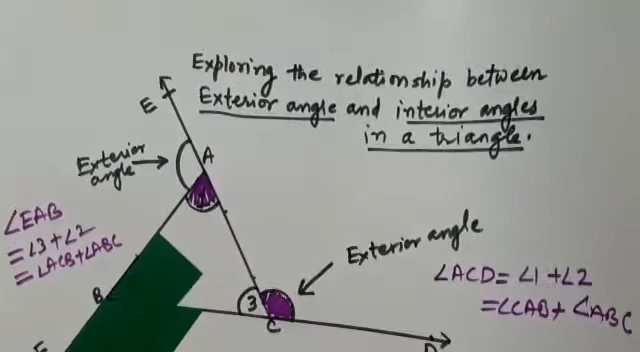 Exploring the relationship between
Exterior angle and interior angles
in a triangle.
E
Exterior
angle
A
∠EAB
= ∠3+∠2
= ∠ACB+∠ABC
Exterior angle
∠ACD = ∠1+∠2
= ∠CAB + ∠ABC
B
3
C
D